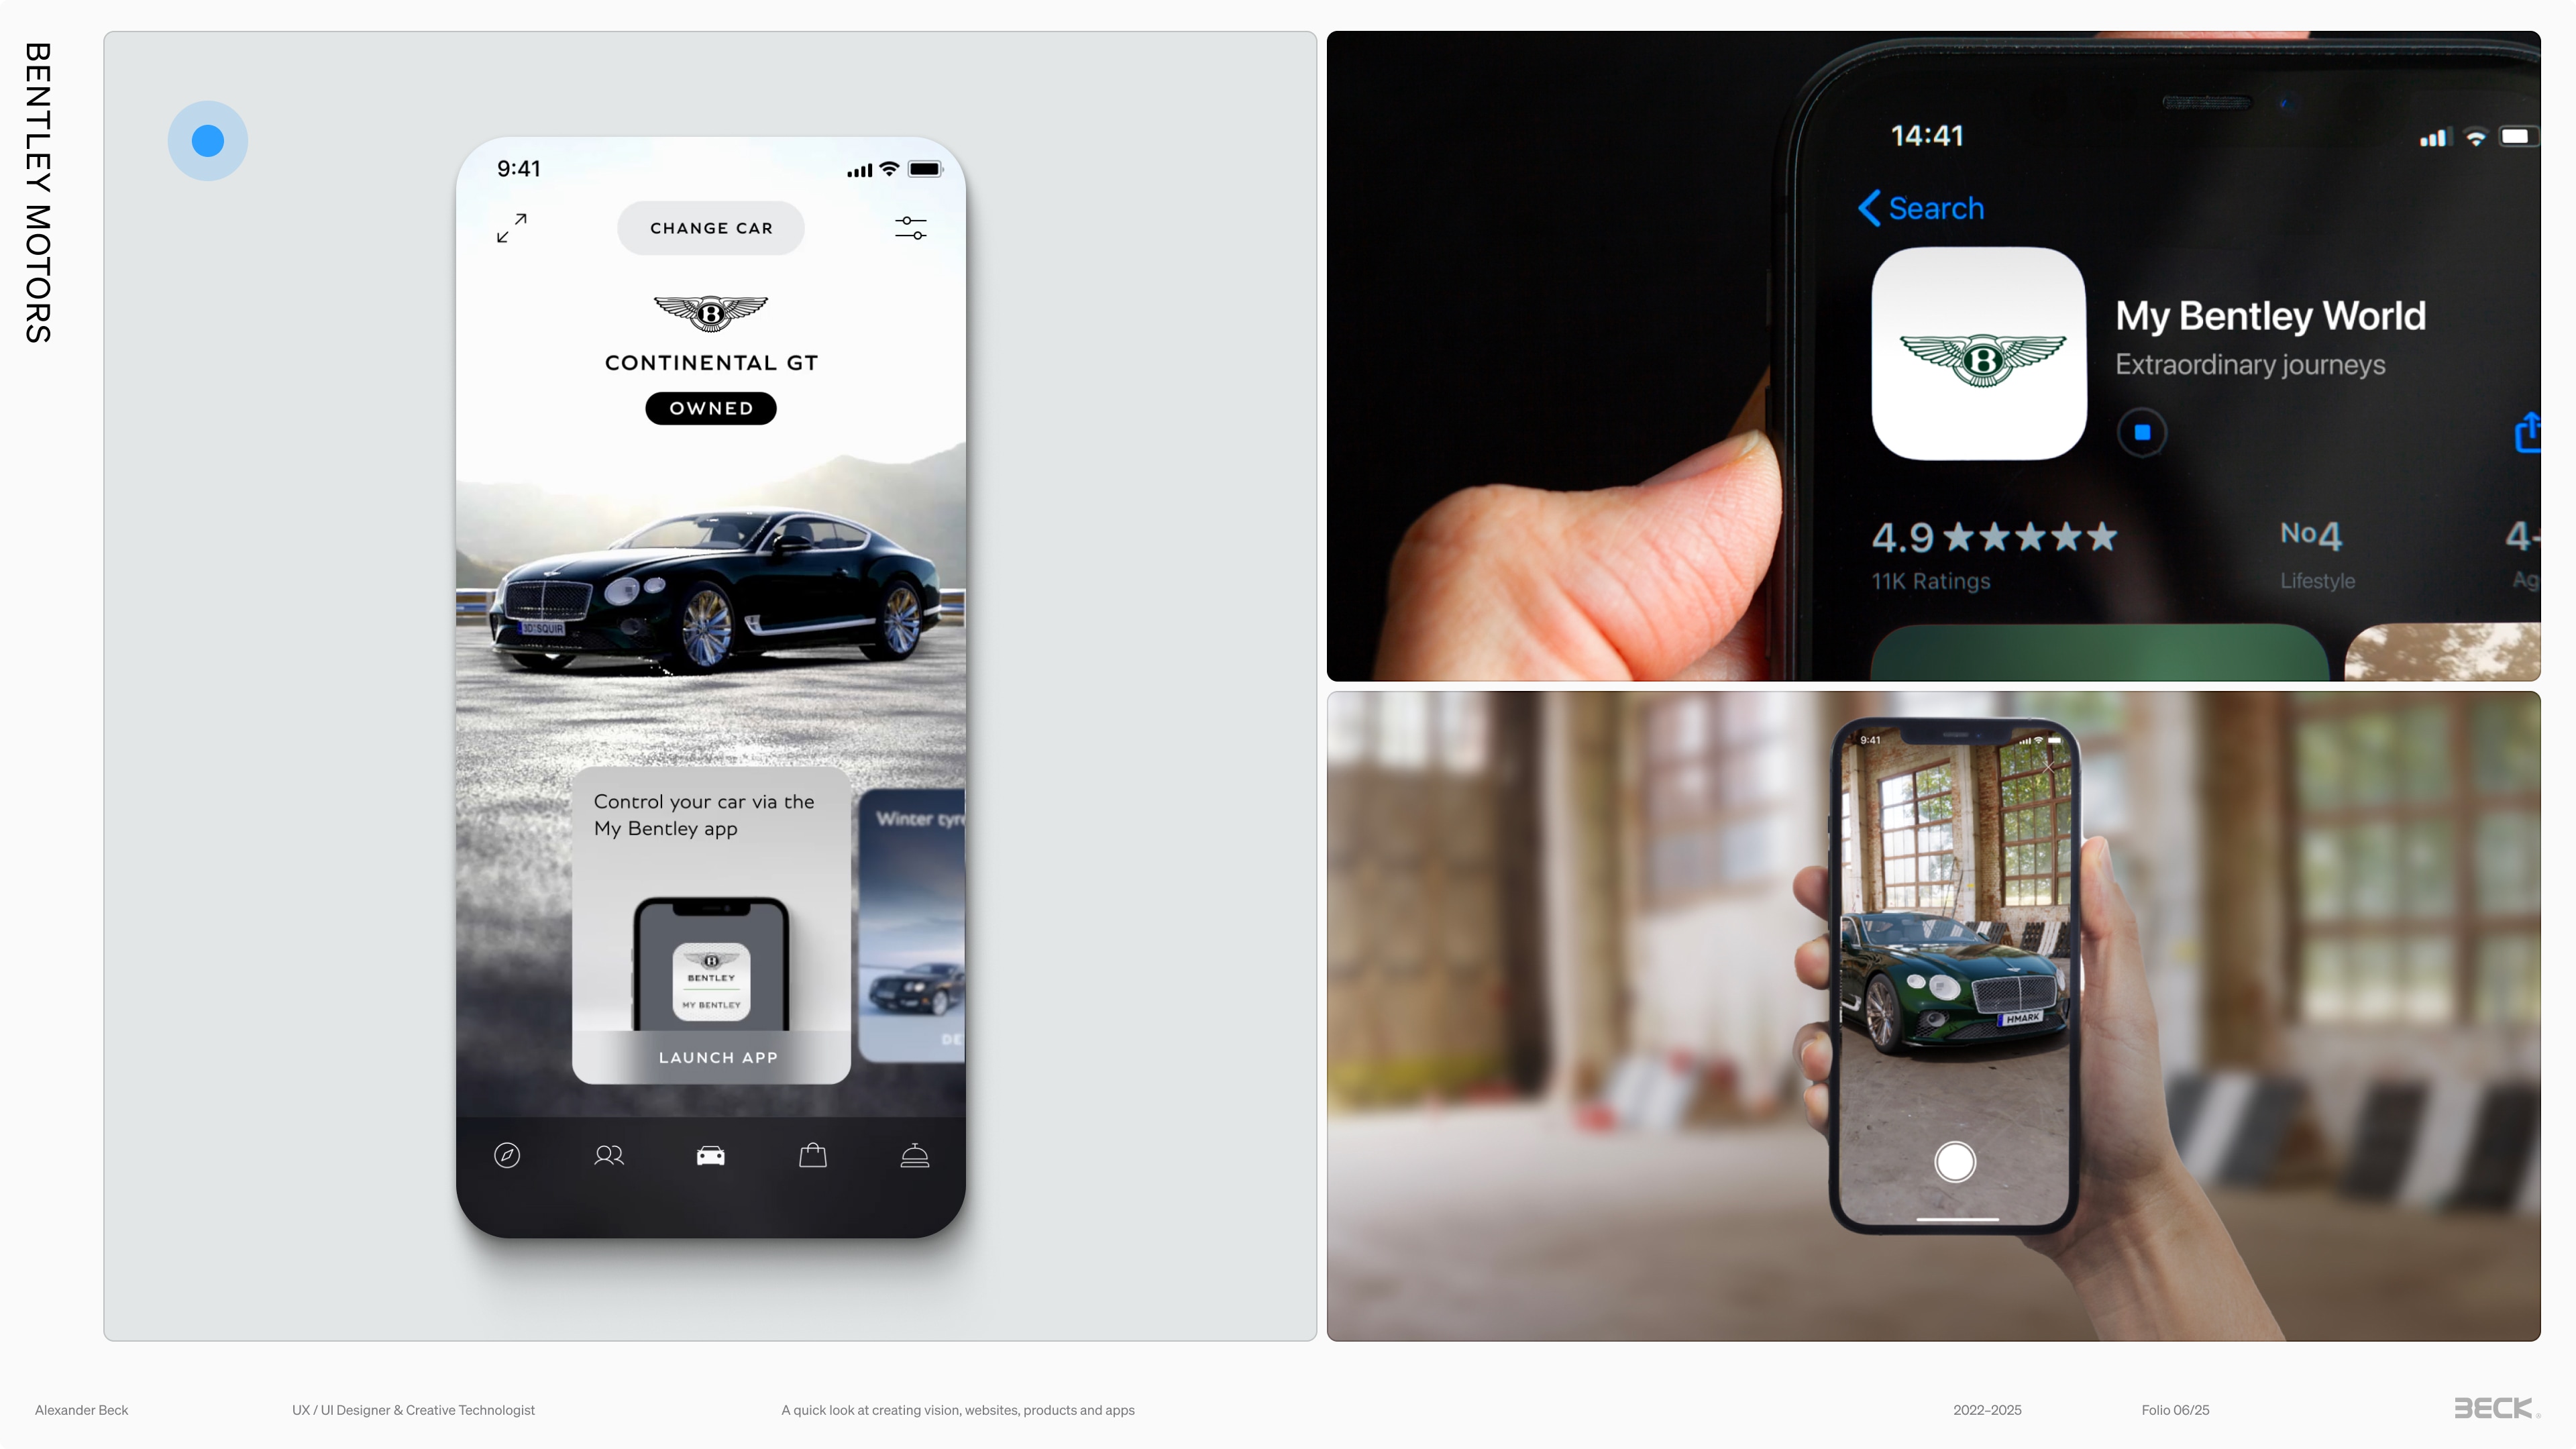 BENTLEY MOTORS
9:41
CHANGE CAR
B
CONTINENTAL GT
OWNED
Control your car via the
My Bentley app
BENTLEY
MY BENTLEY
LAUNCH APP
Winter
14:41
Search
B
My Bentley World
Extraordinary journeys
4.9
No4
11K Ratings
Lifestyle
9:41
HMARK
Alexander Beck
UX / UI Designer & Creative Technologist
A quick look at creating vision, websites, products and apps
2022–2025
Folio 06/25
BECK